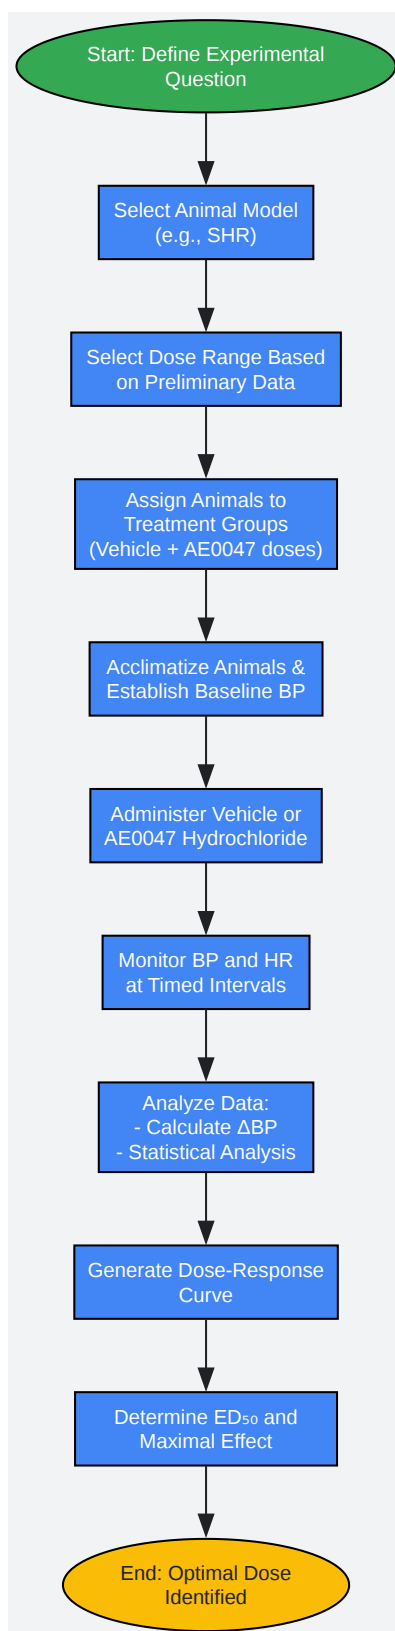 Start: Define Experimental
Question
Select Animal Model
(e.g., SHR)
Select Dose Range Based
on Preliminary Data
Assign Animals to
Treatment Groups
(Vehicle + AE0047 doses)
Acclimatize Animals &
Establish Baseline BP
Administer Vehicle or
AE0047 Hydrochloride
Monitor BP and HR
at Timed Intervals
Analyze Data:
- Calculate ΔBP
- Statistical Analysis
Generate Dose-Response
Curve
Determine ED₅₀ and
Maximal Effect
End: Optimal Dose
Identified